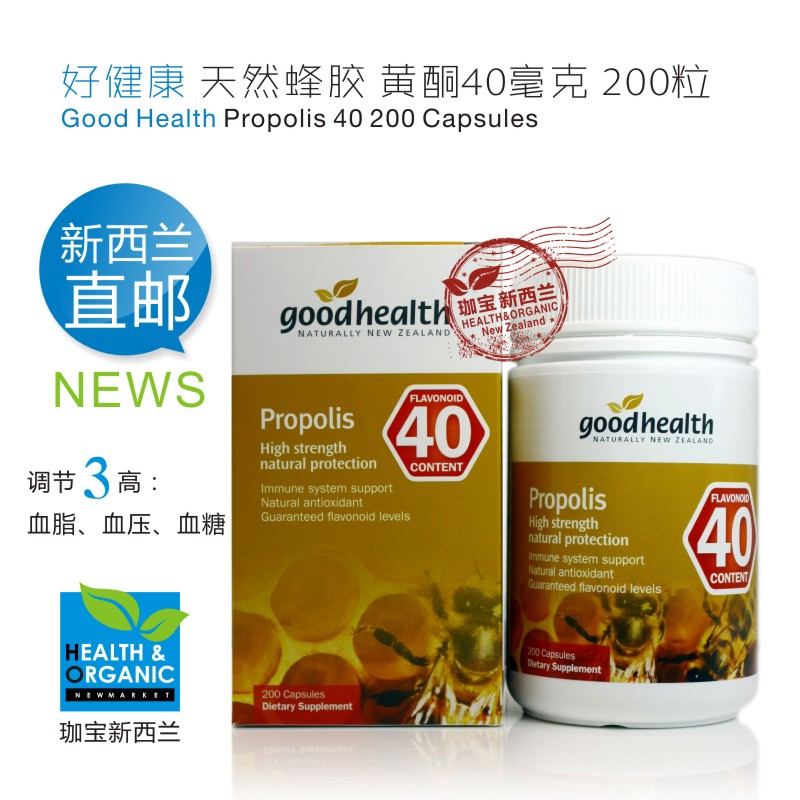 好健康 天然蜂胶 黄酮40毫克 200粒
Good Health Propolis 40 200 Capsules
新西兰
直邮
NEWS
调节3高：
血脂、血压、血糖
HEALTH &
ORGANIC
NEWMARKET
珈宝新西兰
goodhealth
NATURALLY NEW ZEALAND
Propolis
High strength
natural protection
FLAVONOID
40
CONTENT
Immune system support
Natural antioxidant
Guaranteed flavonoid levels
200 Capsules
Dietary Supplement
珈宝新西兰
HEALTH&ORGANIC
New Zealand
goodhealth
NATURALLY NEW ZEALAND
Propolis
High strength
natural protection
FLAVONOID
40
CONTENT
Immune system support
Natural antioxidant
Guaranteed flavonoid levels
200 Capsules
Dietary Supplement